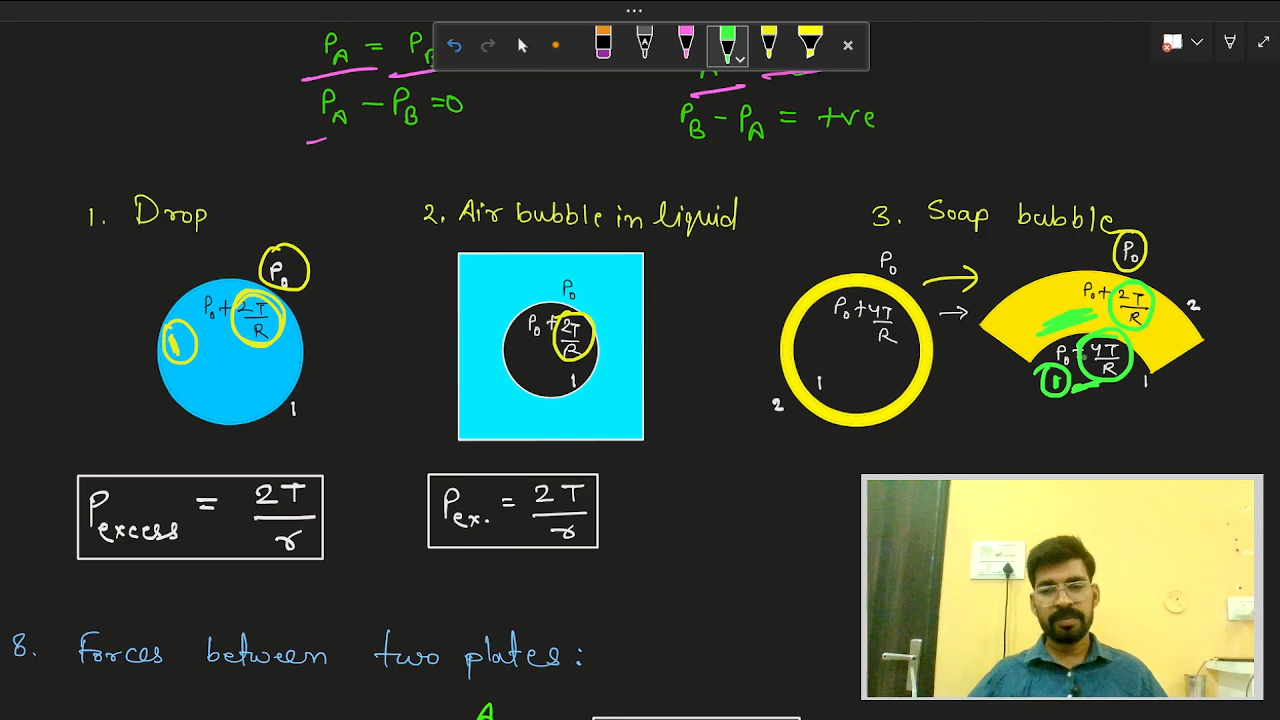 P_A = P_B
P_A − P_B = 0
P_B − P_A = +ve
1. Drop
2. Air bubble in liquid
3. Soap bubble
P₀
P₀ + 2T/R
1
1
P₀
P₀ + 2T/R
1
P₀
P₀ + 4T/R
1
2
P₀
P₀ + 2T/R
2
P₀ + 4T/R
1
1
P_excess = 2T/r
P_ex. = 2T/r
8. Forces between two plates:
A